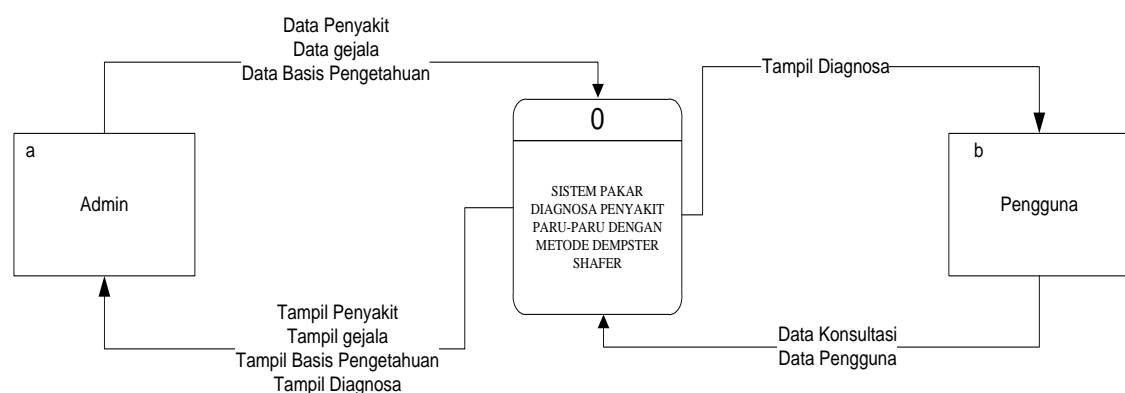 Data Penyakit
Data gejala
Data Basis Pengetahuan
Tampil Diagnosa
0
a
Admin
SISTEM PAKAR
DIAGNOSA PENYAKIT
PARU-PARU DENGAN
METODE DEMPSTER
SHAFER
b
Pengguna
Tampil Penyakit
Tampil gejala
Tampil Basis Pengetahuan
Tampil Diagnosa
Data Konsultasi
Data Pengguna